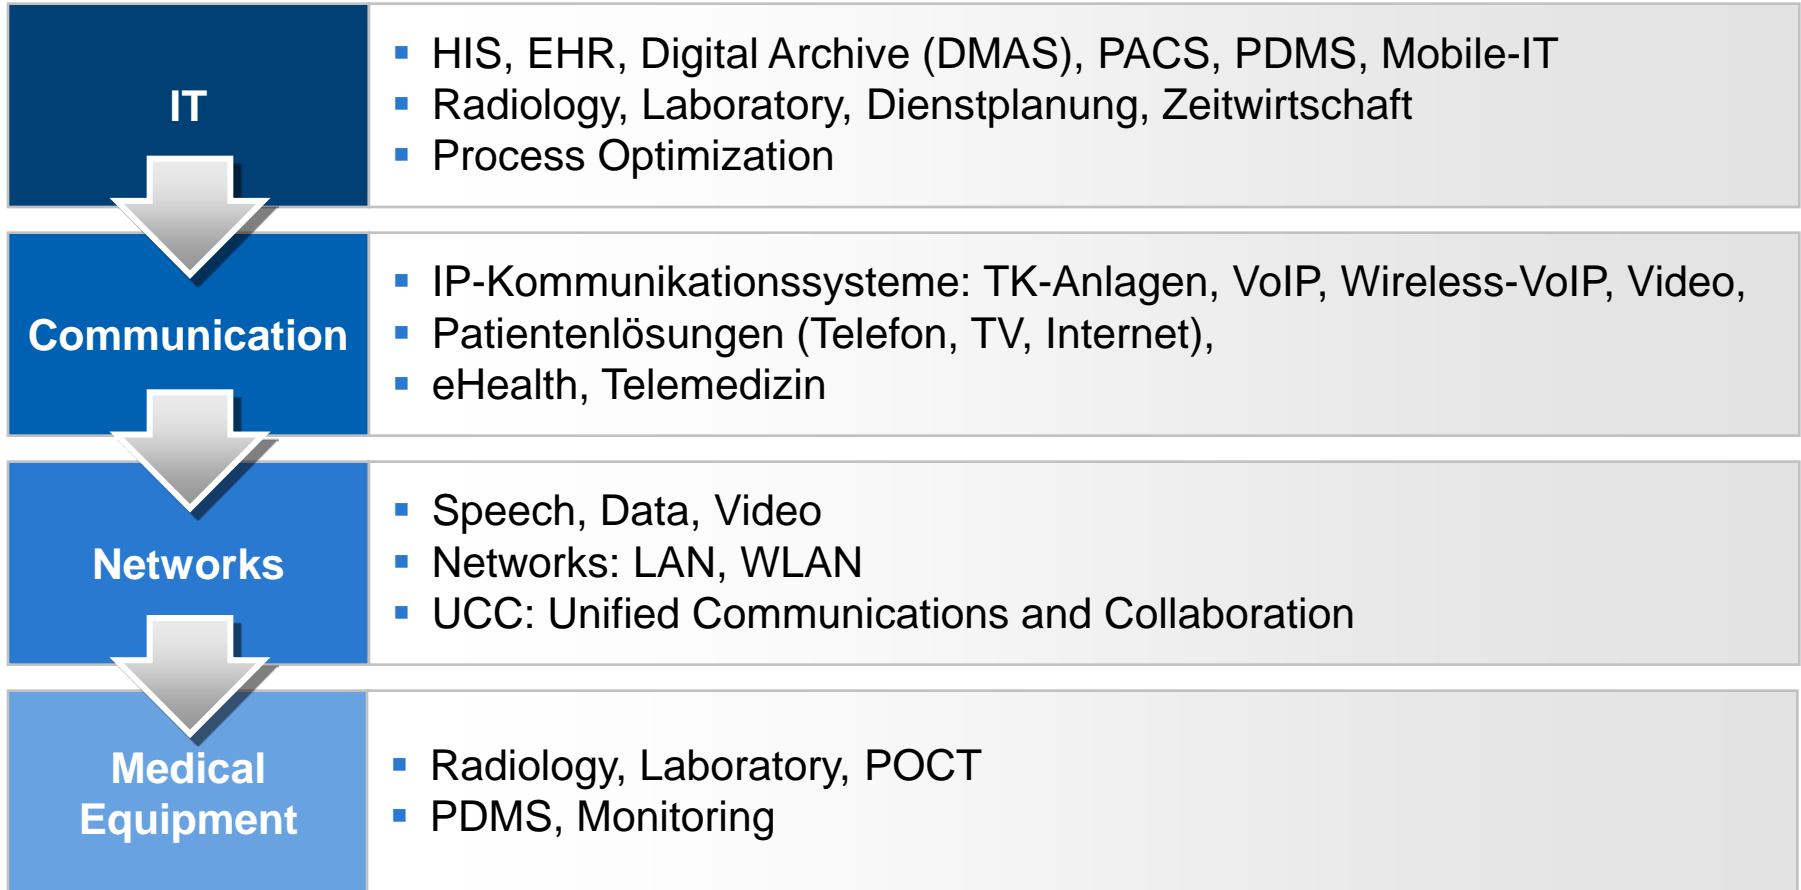 IT
HIS, EHR, Digital Archive (DMAS), PACS, PDMS, Mobile-IT
Radiology, Laboratory, Dienstplanung, Zeitwirtschaft
Process Optimization
Communication
IP-Kommunikationssysteme: TK-Anlagen, VoIP, Wireless-VoIP, Video,
Patientenlösungen (Telefon, TV, Internet),
eHealth, Telemedizin
Networks
Speech, Data, Video
Networks: LAN, WLAN
UCC: Unified Communications and Collaboration
Medical
Equipment
Radiology, Laboratory, POCT
PDMS, Monitoring